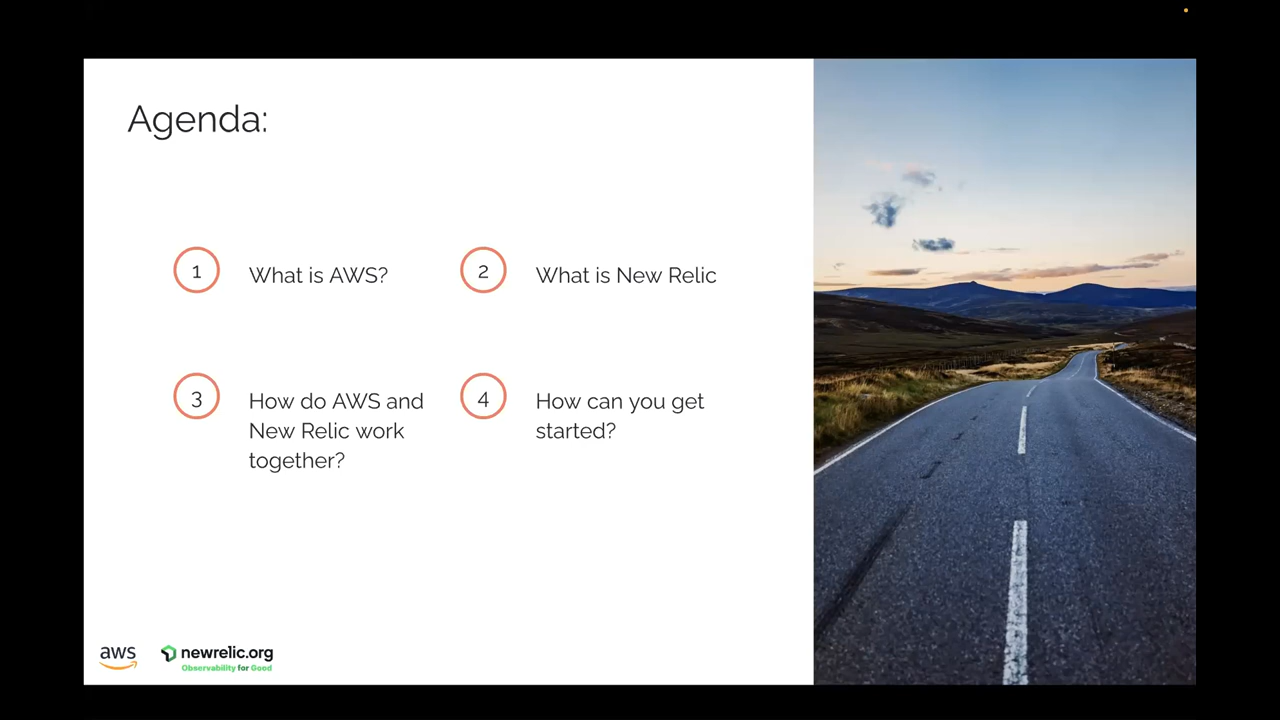 Agenda:
1
What is AWS?
2
What is New Relic
3
How do AWS and
New Relic work
together?
4
How can you get
started?
aws
newrelic.org
Observability for Good